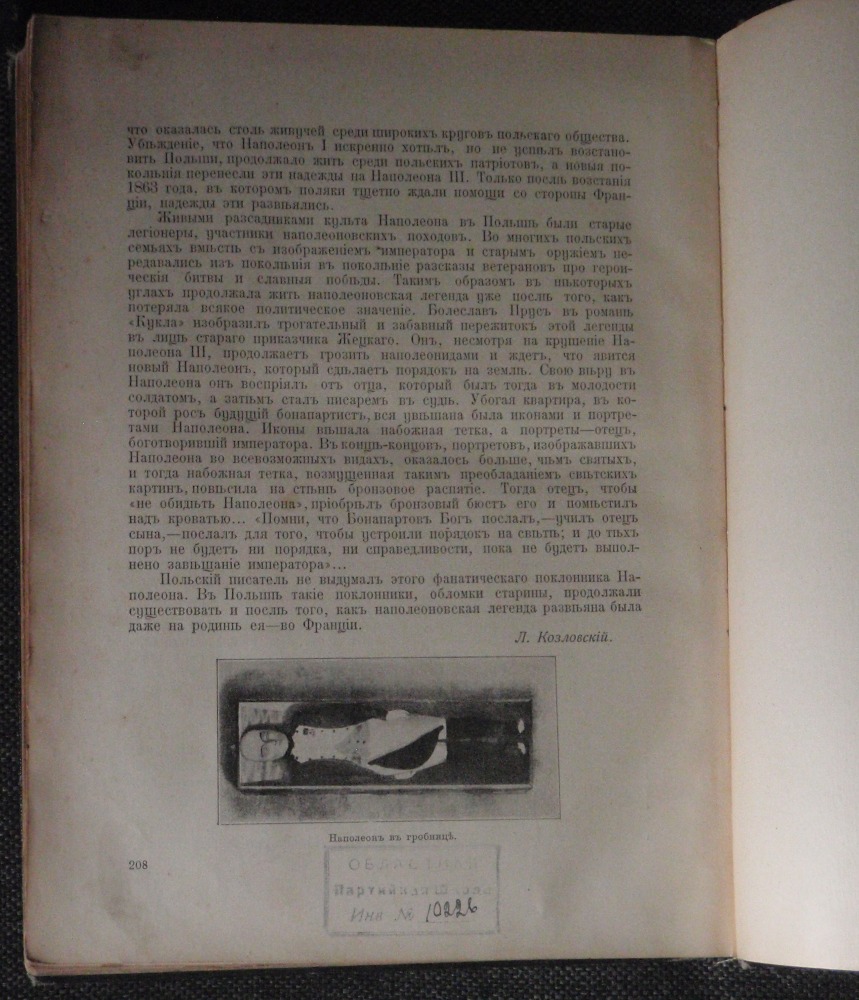 что оказалась столь живучей среди широкихъ круговъ польскаго общества.
Убѣжденіе, что Наполеонъ I искренно хотѣлъ, но не успѣлъ возстано-
вить Польши, продолжало жить среди польскихъ патріотовъ, а новыя по-
колѣнія перенесли эти надежды на Наполеона III. Только послѣ возстанія
1863 года, въ которомъ поляки тщетно ждали помощи со стороны Фран-
ціи, надежды эти развѣялись.
Живыми разсадниками культа Наполеона въ Польшѣ были старые
легіонеры, участники наполеоновскихъ походовъ. Во многихъ польскихъ
семьяхъ вмѣстѣ съ изображеніемъ императора и старымъ оружіемъ пе-
редавались изъ поколѣнія въ поколѣніе разсказы ветерановъ про герои-
ческія битвы и славныя побѣды. Такимъ образомъ въ нѣкоторыхъ
углахъ продолжала жить наполеоновская легенда уже послѣ того, какъ
потеряла всякое политическое значеніе. Болеславъ Прусъ въ романѣ
«Кукла» изобразилъ трогательный и забавный пережитокъ этой легенды
въ лицѣ стараго приказчика Жецкаго. Онъ, несмотря на крушеніе На-
полеона III, продолжаетъ грозить наполеонидами и ждетъ, что явится
новый Наполеонъ, который сдѣлаетъ порядокъ на землѣ. Свою вѣру въ
Наполеона онъ воспріялъ отъ отца, который былъ тогда въ молодости
солдатомъ, а затѣмъ сталъ писаремъ въ судѣ. Убогая квартира, въ ко-
торой росъ будущій бонапартистъ, вся увѣшана была иконами и портре-
тами Наполеона. Иконы вѣшала набожная тетка, а портреты—отецъ,
боготворившій императора. Въ концѣ-концовъ, портретовъ, изображавшихъ
Наполеона во всевозможныхъ видахъ, оказалось больше, чѣмъ святыхъ,
и тогда набожная тетка, возмущенная такимъ преобладаніемъ свѣтскихъ
картинъ, повѣсила на стѣнѣ бронзовое распятіе. Тогда отецъ, чтобы
«не обидѣть Наполеона», пріобрѣлъ бронзовый бюстъ его и помѣстилъ
надъ кроватью... «Помни, что Бонапартовъ Богъ послалъ,—училъ отецъ
сына,—послалъ для того, чтобы устроили порядокъ на свѣтѣ; и до тѣхъ
поръ не будетъ ни порядка, ни справедливости, пока не будетъ выпол-
нено завѣщаніе императора»...
Польскій писатель не выдумалъ этого фанатическаго поклонника На-
полеона. Въ Польшѣ такіе поклонники, обломки старины, продолжали
существовать и послѣ того, какъ наполеоновская легенда развѣяна была
даже на родинѣ ея—во Франціи.
Л. Козловскій.
Наполеонъ въ гробницѣ.
208
ОБЛАСТНАЯ
Партийная Школа
Инв № 10226